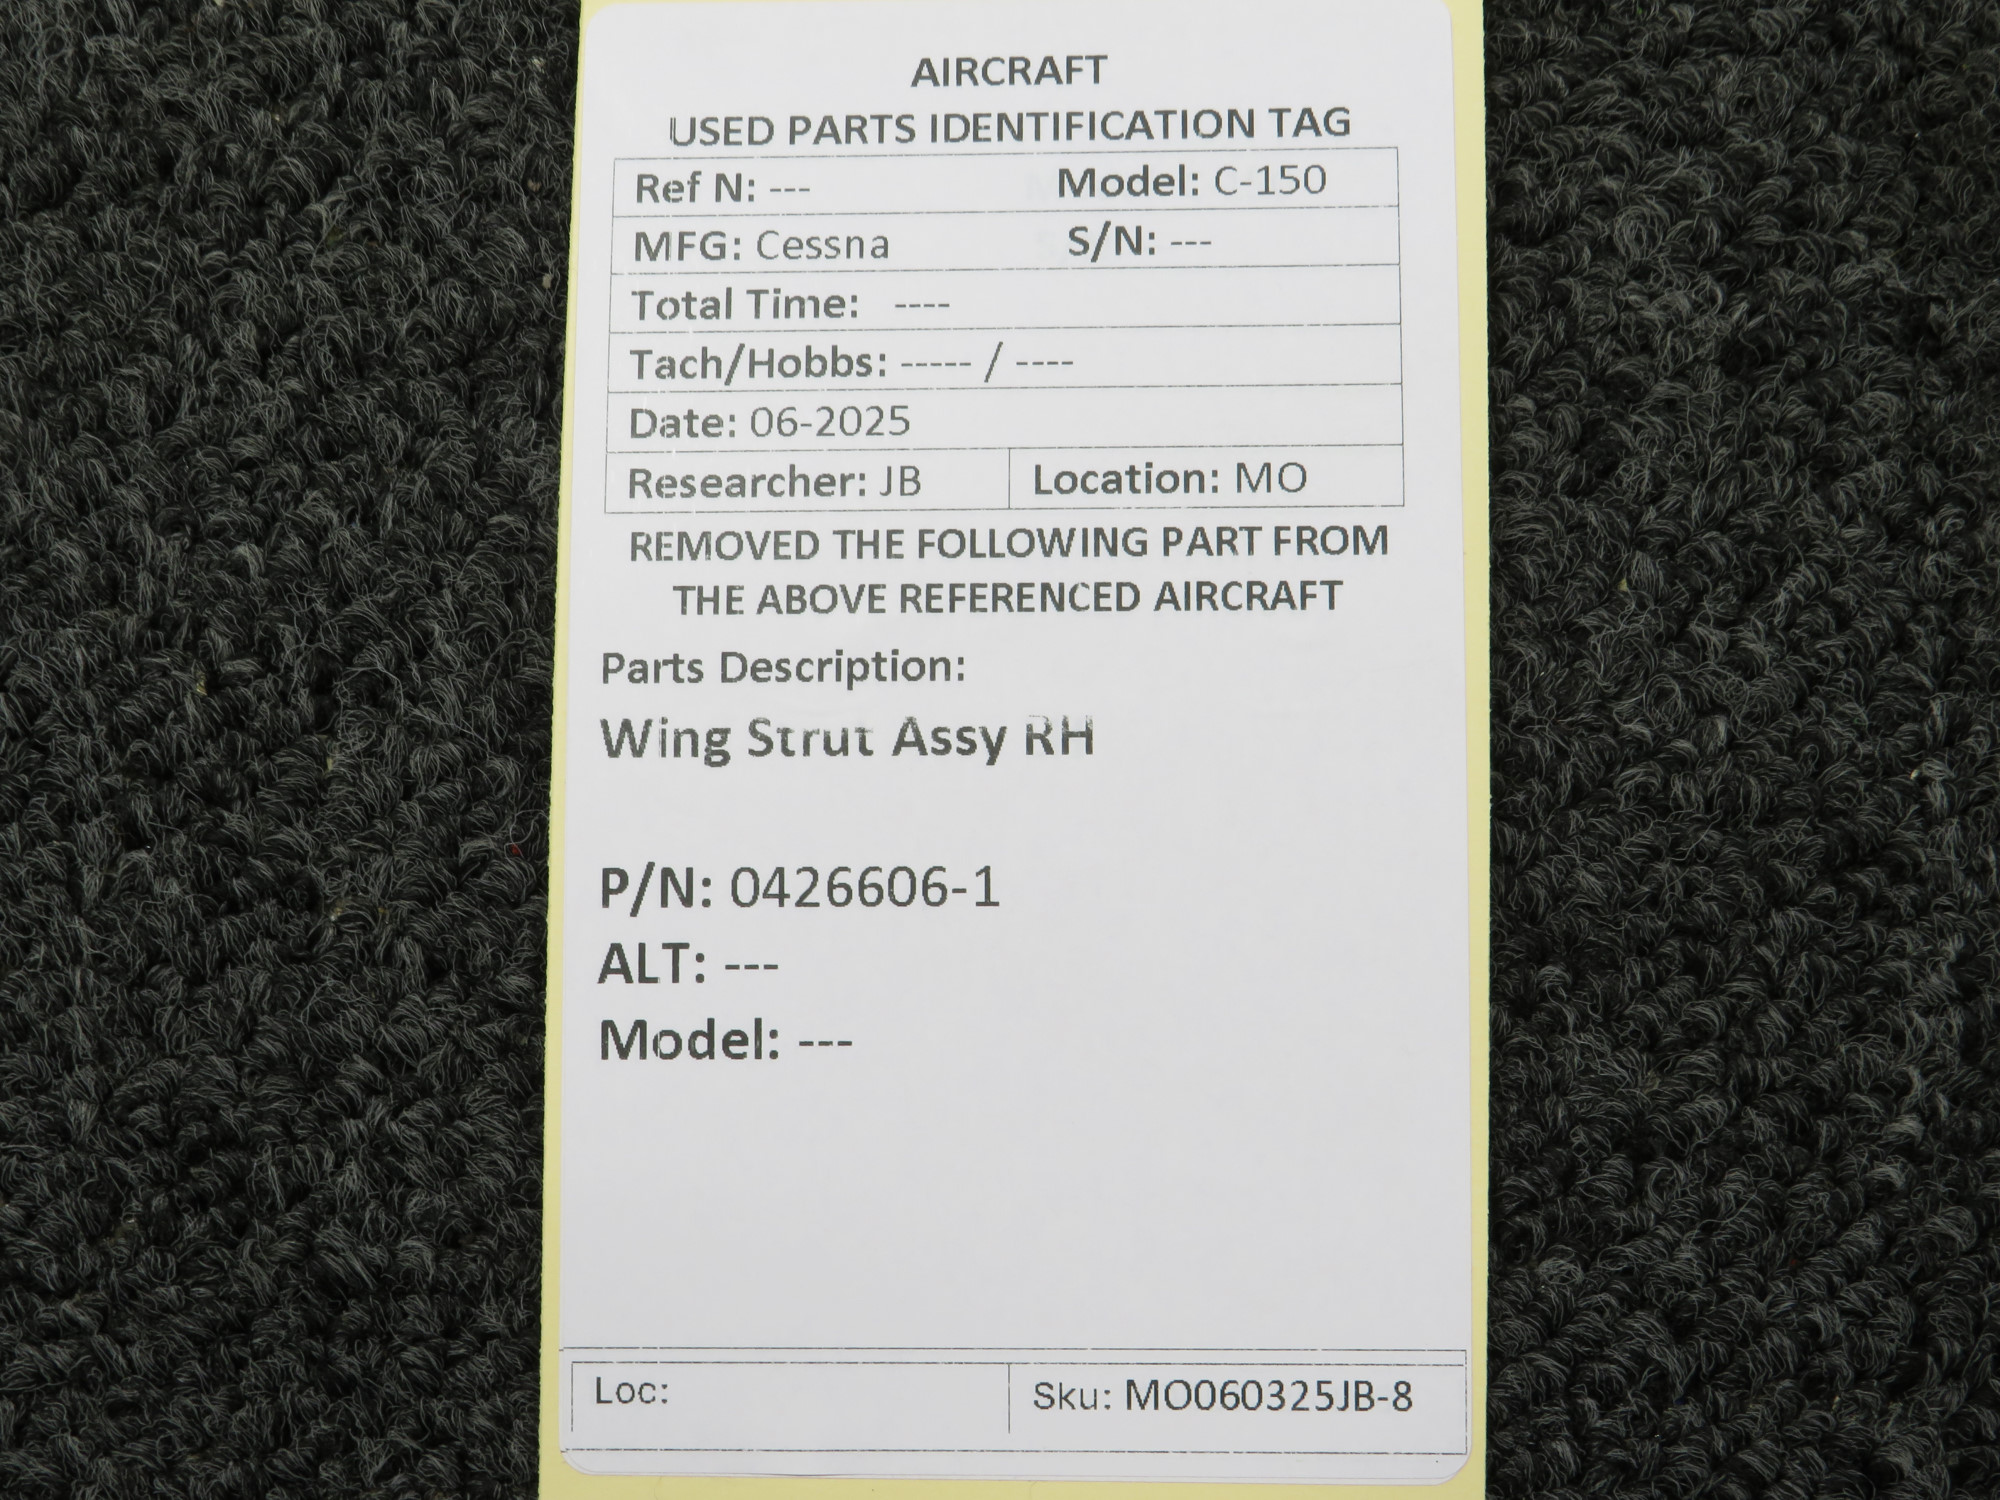 AIRCRAFT
USED PARTS IDENTIFICATION TAG
Ref N: --- Model: C-150
MFG: Cessna S/N: ---
Total Time: ----
Tach/Hobbs: ----- / ----
Date: 06-2025
Researcher: JB Location: MO
REMOVED THE FOLLOWING PART FROM
THE ABOVE REFERENCED AIRCRAFT
Parts Description:
Wing Strut Assy RH
P/N: 0426606-1
ALT: ---
Model: ---
Loc: Sku: MO060325JB-8